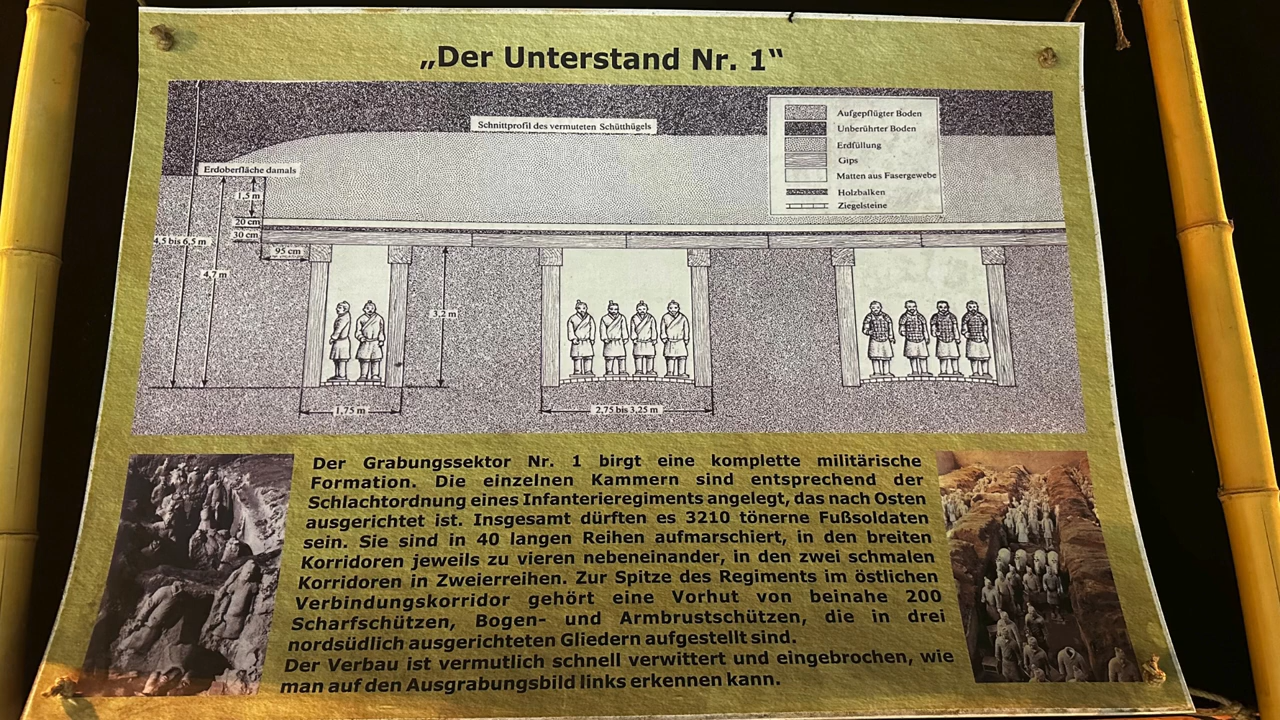 „Der Unterstand Nr. 1“
Schnittprofil des vermuteten Schütthügels
Aufgepflügter Boden
Unberührter Boden
Erdfüllung
Gips
Matten aus Fasergewebe
Holzbalken
Ziegelsteine
Erdoberfläche damals
1,5 m
20 cm
30 cm
4,5 bis 6,5 m
95 cm
4,7 m
3,2 m
1,75 m
2,75 bis 3,25 m
Der Grabungssektor Nr. 1 birgt eine komplette militärische
Formation. Die einzelnen Kammern sind entsprechend der
Schlachtordnung eines Infanterieregiments angelegt, das nach Osten
ausgerichtet ist. Insgesamt dürften es 3210 tönerne Fußsoldaten
sein. Sie sind in 40 langen Reihen aufmarschiert, in den breiten
Korridoren jeweils zu vieren nebeneinander, in den zwei schmalen
Korridoren in Zweierreihen. Zur Spitze des Regiments im östlichen
Verbindungskorridor gehört eine Vorhut von beinahe 200
Scharfschützen, Bogen- und Armbrustschützen, die in drei
nordsüdlich ausgerichteten Gliedern aufgestellt sind.
Der Verbau ist vermutlich schnell verwittert und eingebrochen, wie
man auf den Ausgrabungsbild links erkennen kann.